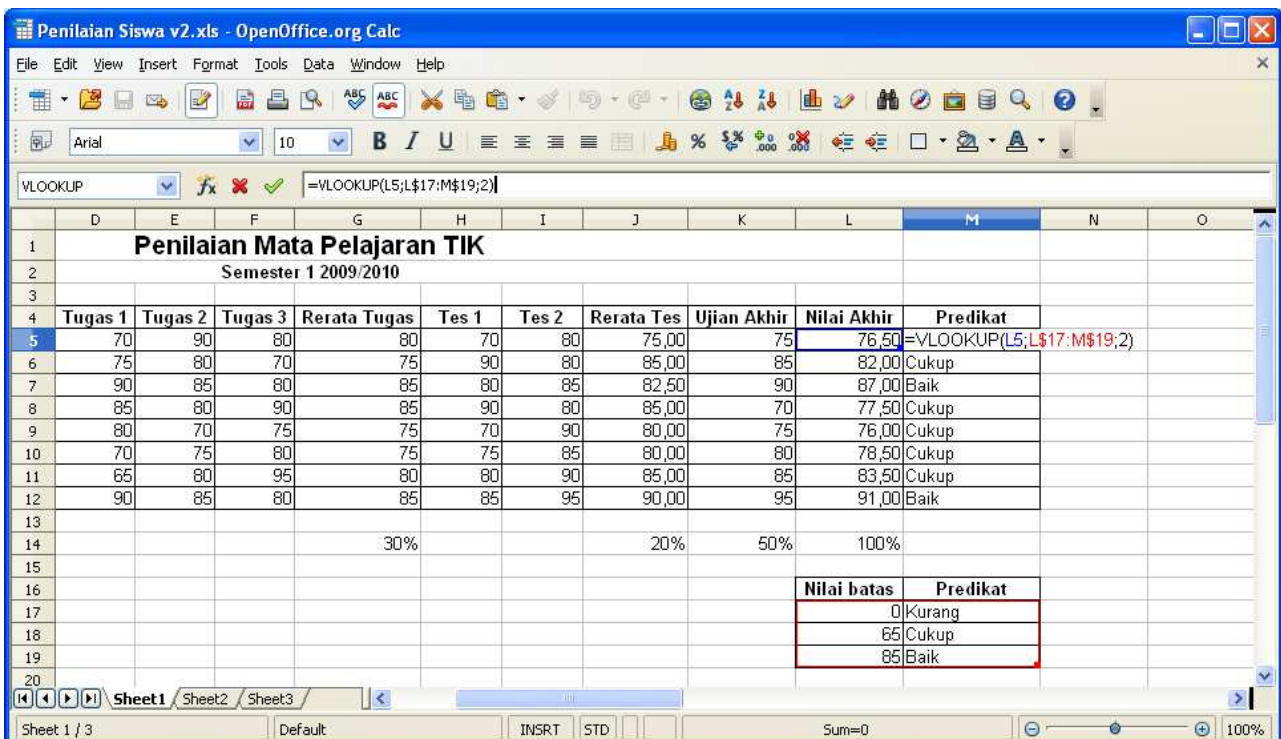 Penilaian Siswa v2.xls - OpenOffice.org Calc
File Edit View Insert Format Tools Data Window Help
ABC ABC
Arial 10 B I U
VLOOKUP =VLOOKUP(L5;L$17:M$19;2)
D E F G H I J K L M N O
1 Penilaian Mata Pelajaran TIK
2 Semester 1 2009/2010
3
4 Tugas 1 Tugas 2 Tugas 3 Rerata Tugas Tes 1 Tes 2 Rerata Tes Ujian Akhir Nilai Akhir Predikat
5 70 90 80 80 70 80 75,00 75 76,50 =VLOOKUP(L5;L$17:M$19;2)
6 75 80 70 75 90 80 85,00 85 82,00 Cukup
7 90 85 80 85 80 85 82,50 90 87,00 Baik
8 85 80 90 85 90 80 85,00 70 77,50 Cukup
9 80 70 75 75 70 90 80,00 75 76,00 Cukup
10 70 75 80 75 75 85 80,00 80 78,50 Cukup
11 65 80 95 80 80 90 85,00 85 83,50 Cukup
12 90 85 80 85 85 95 90,00 95 91,00 Baik
13
14 30% 20% 50% 100%
15
16 Nilai batas Predikat
17 0 Kurang
18 65 Cukup
19 85 Baik
20
Sheet1 Sheet2 Sheet3
Sheet 1 / 3 Default INSRT STD Sum=0 100%